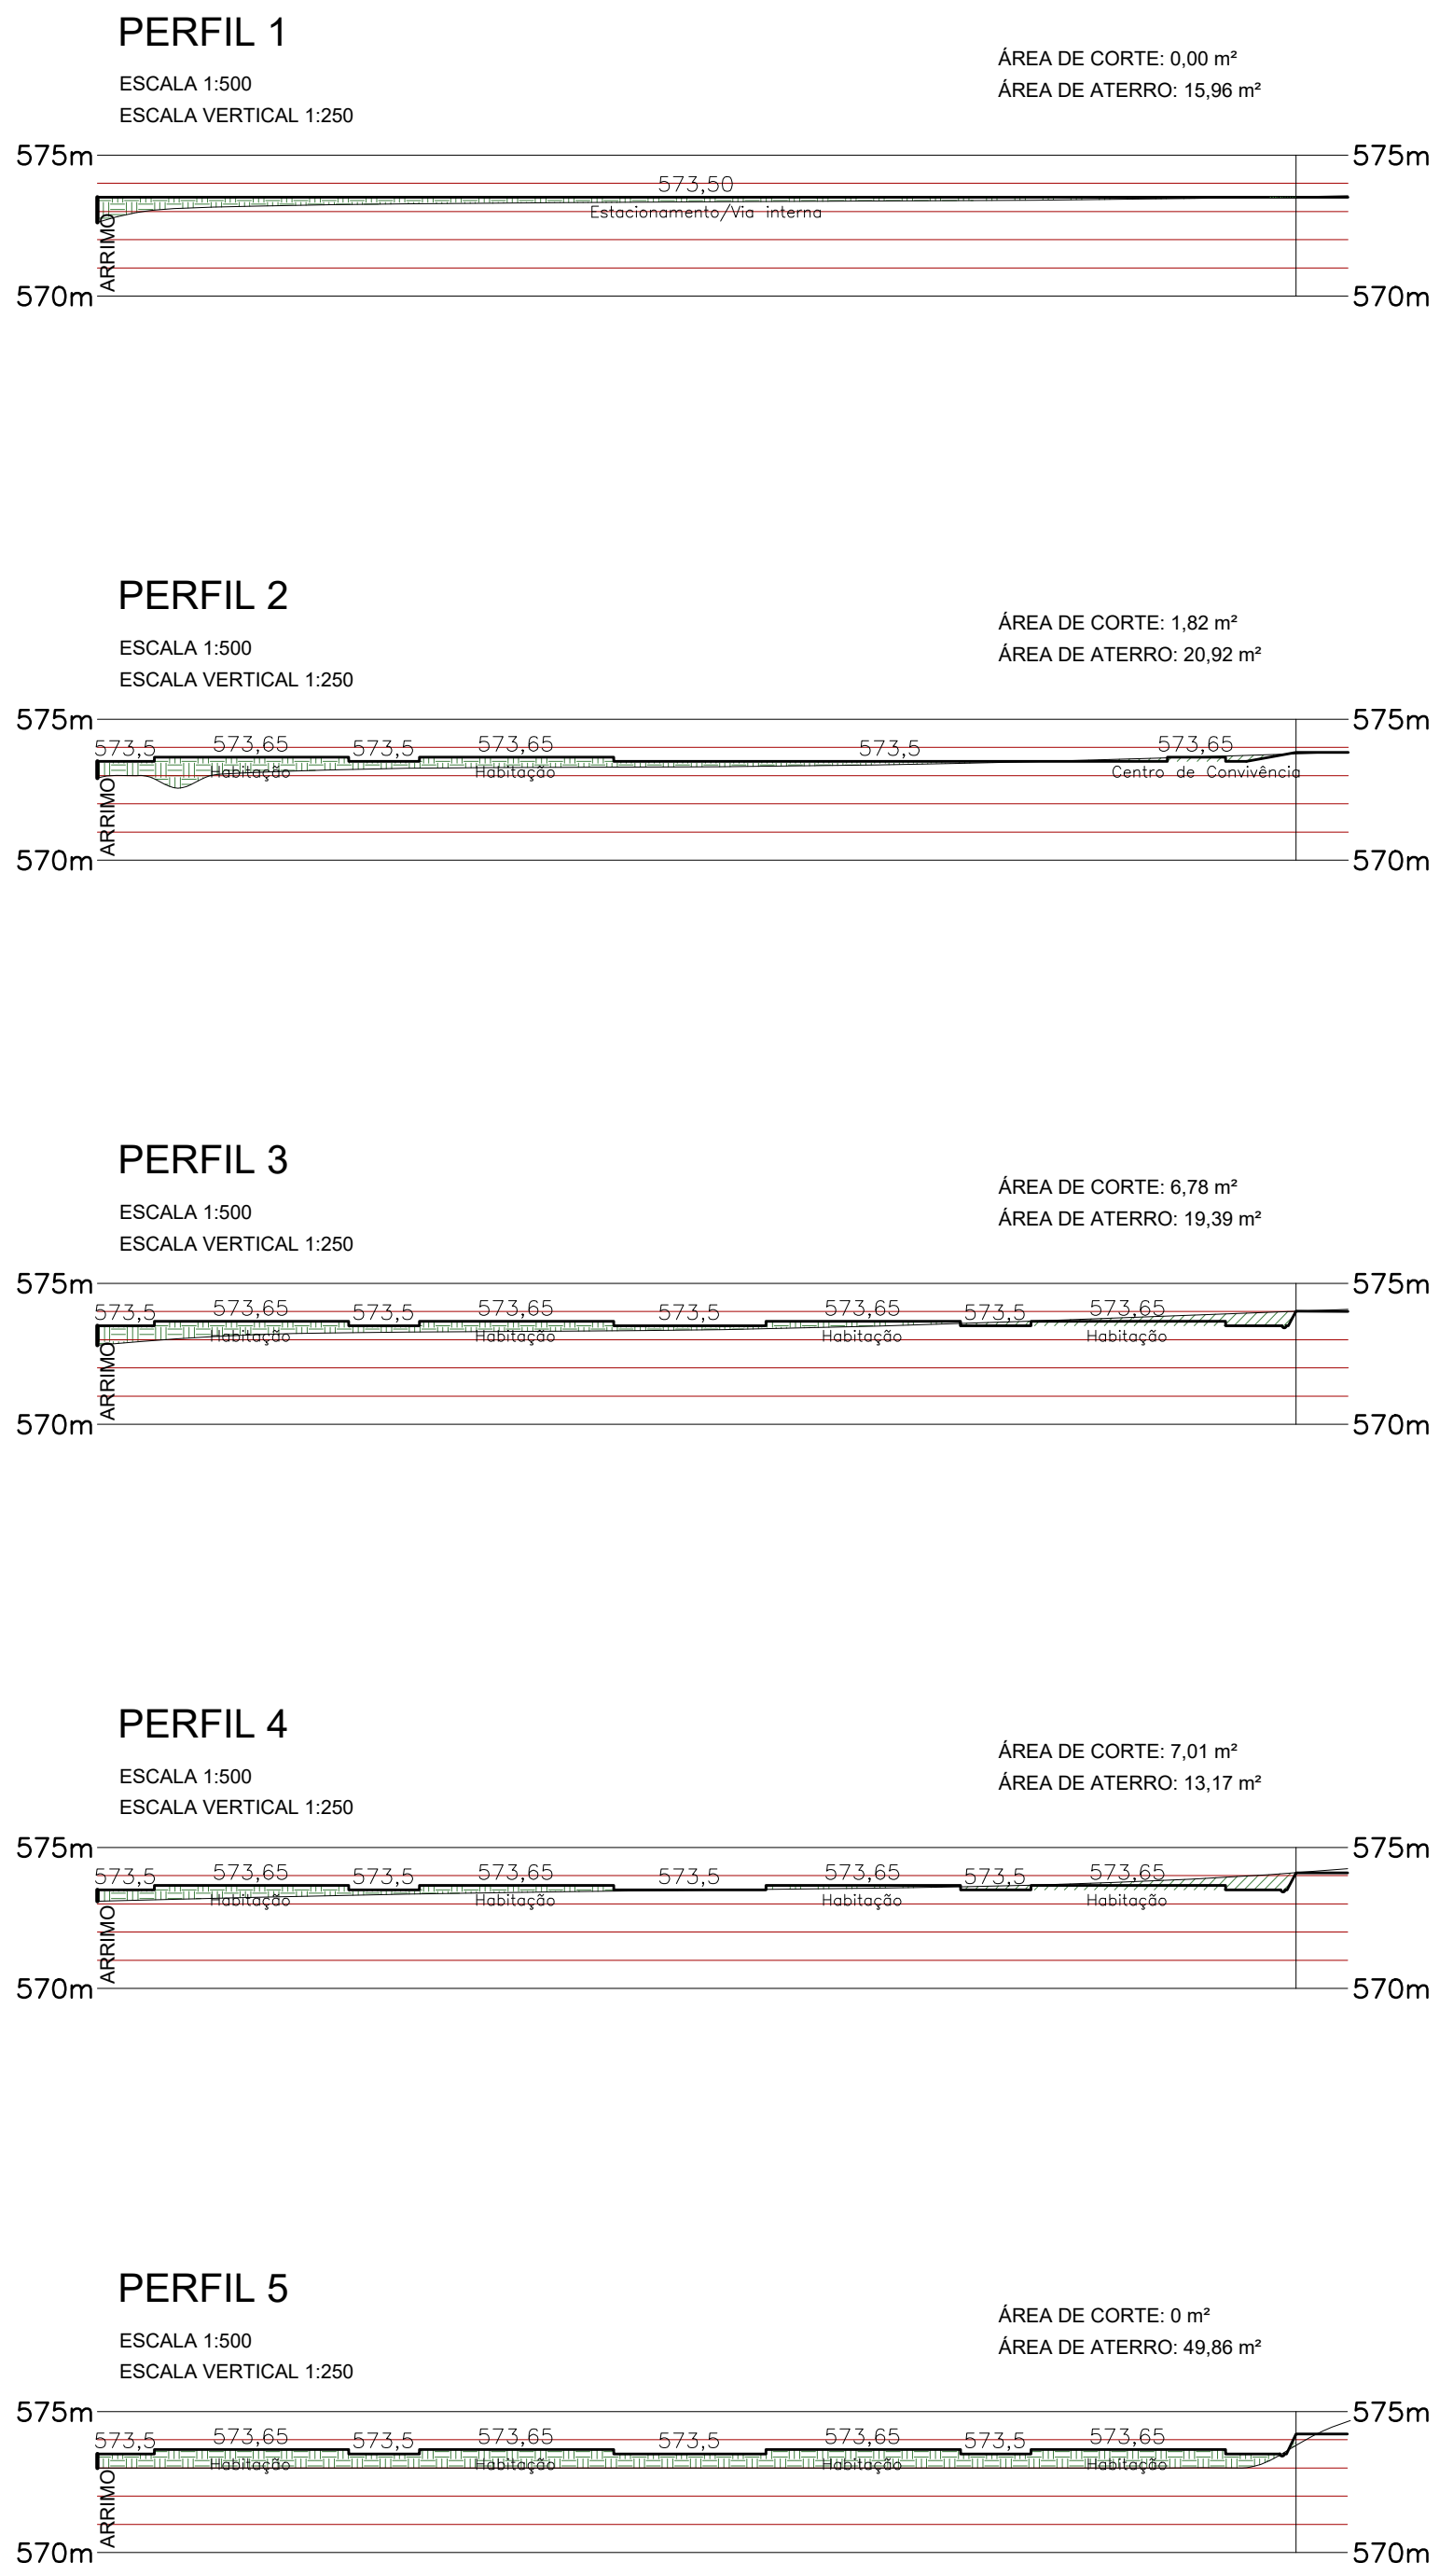 PERFIL 1
ESCALA 1:500
ESCALA VERTICAL 1:250
ÁREA DE CORTE: 0,00 m²
ÁREA DE ATERRO: 15,96 m²
575m 575m
573,50
Estacionamento/Via interna
ARRIMO
570m 570m
PERFIL 2
ESCALA 1:500
ESCALA VERTICAL 1:250
ÁREA DE CORTE: 1,82 m²
ÁREA DE ATERRO: 20,92 m²
575m 575m
573,5 573,65 573,5 573,65 573,5 573,65
Habitação Habitação Centro de Convivência
ARRIMO
570m 570m
PERFIL 3
ESCALA 1:500
ESCALA VERTICAL 1:250
ÁREA DE CORTE: 6,78 m²
ÁREA DE ATERRO: 19,39 m²
575m 575m
573,5 573,65 573,5 573,65 573,5 573,65 573,5 573,65
Habitação Habitação Habitação Habitação
ARRIMO
570m 570m
PERFIL 4
ESCALA 1:500
ESCALA VERTICAL 1:250
ÁREA DE CORTE: 7,01 m²
ÁREA DE ATERRO: 13,17 m²
575m 575m
573,5 573,65 573,5 573,65 573,5 573,65 573,5 573,65
Habitação Habitação Habitação Habitação
ARRIMO
570m 570m
PERFIL 5
ESCALA 1:500
ESCALA VERTICAL 1:250
ÁREA DE CORTE: 0 m²
ÁREA DE ATERRO: 49,86 m²
575m 575m
573,5 573,65 573,5 573,65 573,5 573,65 573,5 573,65
Habitação Habitação Habitação Habitação
ARRIMO
570m 570m